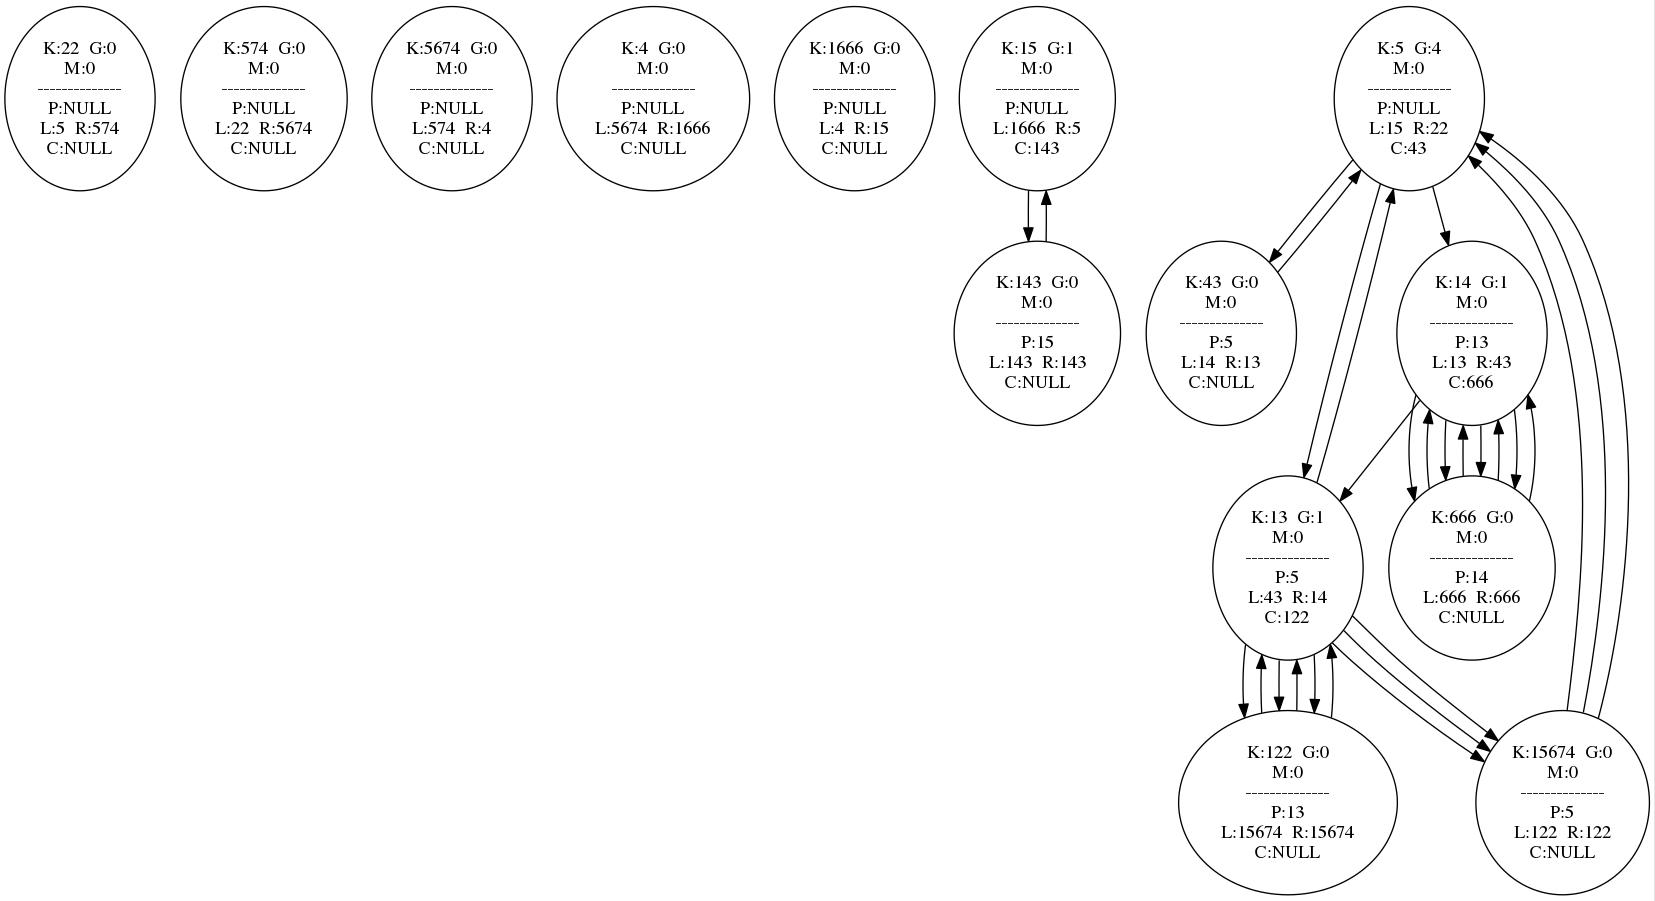 K:22 G:0
M:0
--------------
P:NULL
L:5 R:574
C:NULL
K:574 G:0
M:0
--------------
P:NULL
L:22 R:5674
C:NULL
K:5674 G:0
M:0
--------------
P:NULL
L:574 R:4
C:NULL
K:4 G:0
M:0
--------------
P:NULL
L:5674 R:1666
C:NULL
K:1666 G:0
M:0
--------------
P:NULL
L:4 R:15
C:NULL
K:15 G:1
M:0
--------------
P:NULL
L:1666 R:5
C:143
K:5 G:4
M:0
--------------
P:NULL
L:15 R:22
C:43
K:143 G:0
M:0
--------------
P:15
L:143 R:143
C:NULL
K:43 G:0
M:0
--------------
P:5
L:14 R:13
C:NULL
K:14 G:1
M:0
--------------
P:13
L:13 R:43
C:666
K:13 G:1
M:0
--------------
P:5
L:43 R:14
C:122
K:666 G:0
M:0
--------------
P:14
L:666 R:666
C:NULL
K:122 G:0
M:0
--------------
P:13
L:15674 R:15674
C:NULL
K:15674 G:0
M:0
--------------
P:5
L:122 R:122
C:NULL